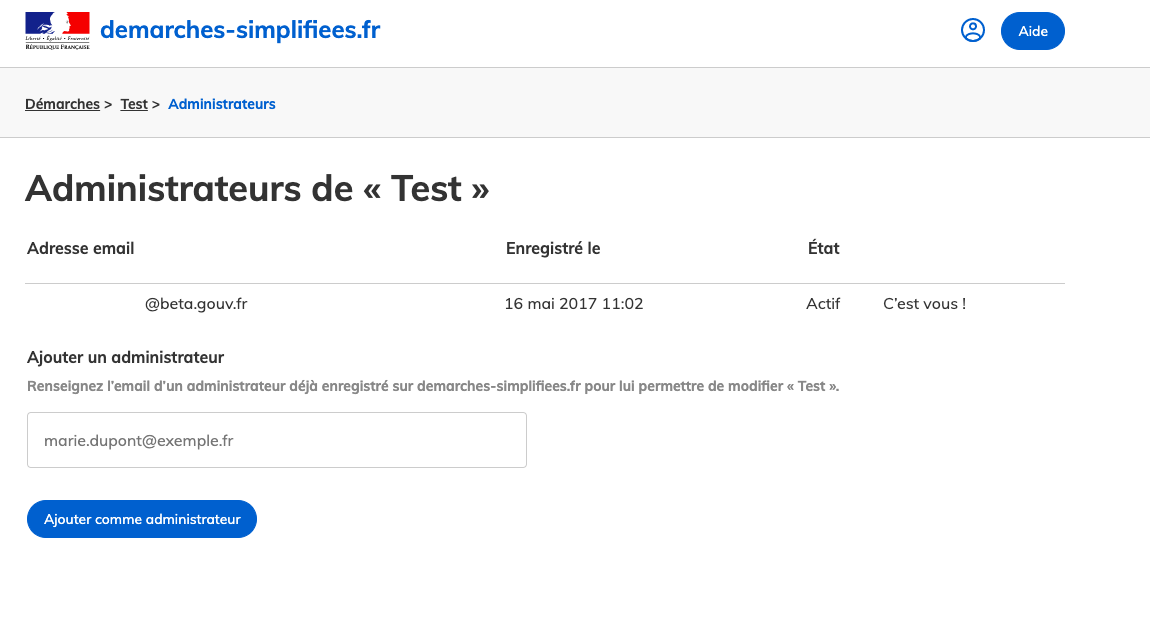 demarches-simplifiees.fr
Aide
Liberté • Égalité • Fraternité
RÉPUBLIQUE FRANÇAISE
Démarches > Test > Administrateurs
Administrateurs de « Test »
Adresse email Enregistré le État
@beta.gouv.fr 16 mai 2017 11:02 Actif C’est vous !
Ajouter un administrateur
Renseignez l’email d’un administrateur déjà enregistré sur demarches-simplifiees.fr pour lui permettre de modifier « Test ».
marie.dupont@exemple.fr
Ajouter comme administrateur